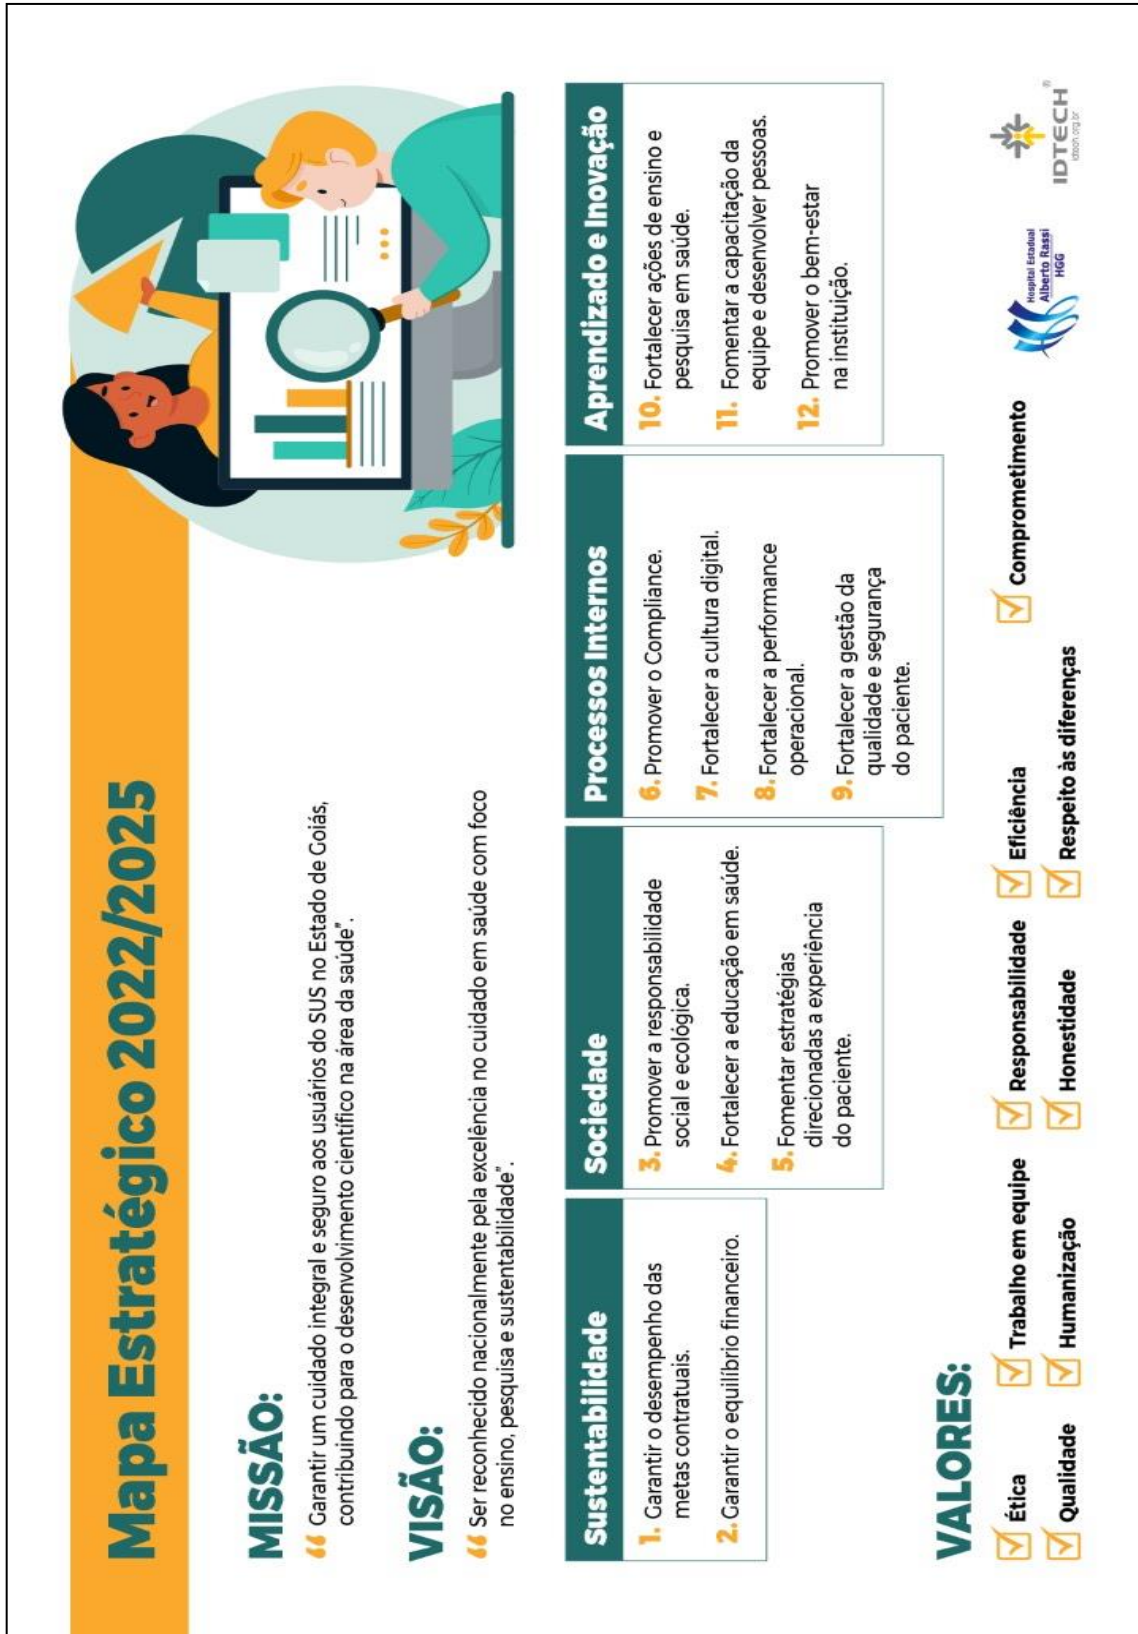 Mapa Estratégico 2022/2025
MISSÃO:
“ Garantir um cuidado integral e seguro aos usuários do SUS no Estado de Goiás,
contribuindo para o desenvolvimento científico na área da saúde”.
VISÃO:
“ Ser reconhecido nacionalmente pela excelência no cuidado em saúde com foco
no ensino, pesquisa e sustentabilidade”.
Sustentabilidade
1. Garantir o desempenho das
metas contratuais.
2. Garantir o equilíbrio financeiro.
Sociedade
3. Promover a responsabilidade
social e ecológica.
4. Fortalecer a educação em saúde.
5. Fomentar estratégias
direcionadas a experiência
do paciente.
Processos Internos
6. Promover o Compliance.
7. Fortalecer a cultura digital.
8. Fortalecer a performance
operacional.
9. Fortalecer a gestão da
qualidade e segurança
do paciente.
Aprendizado e Inovação
10. Fortalecer ações de ensino e
pesquisa em saúde.
11. Fomentar a capacitação da
equipe e desenvolver pessoas.
12. Promover o bem-estar
na instituição.
VALORES:
Ética
Trabalho em equipe
Responsabilidade
Eficiência
Comprometimento
Qualidade
Humanização
Honestidade
Respeito às diferenças
Hospital Estadual
Alberto Rassi
HGG
IDTECH®
idtech.org.br